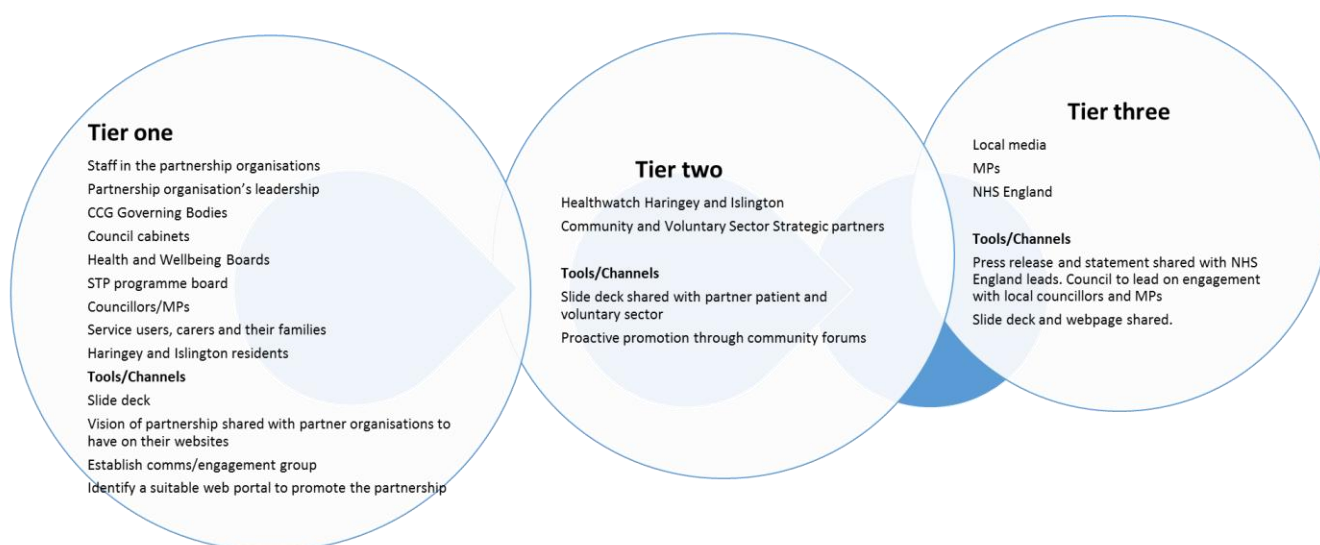 Tier one
Staff in the partnership organisations
Partnership organisation’s leadership
CCG Governing Bodies
Council cabinets
Health and Wellbeing Boards
STP programme board
Councillors/MPs
Service users, carers and their families
Haringey and Islington residents
Tools/Channels
Slide deck
Vision of partnership shared with partner organisations to
have on their websites
Establish comms/engagement group
Identify a suitable web portal to promote the partnership
Tier two
Healthwatch Haringey and Islington
Community and Voluntary Sector Strategic partners
Tools/Channels
Slide deck shared with partner patient and
voluntary sector
Proactive promotion through community forums
Tier three
Local media
MPs
NHS England
Tools/Channels
Press release and statement shared with NHS
England leads. Council to lead on engagement
with local councillors and MPs
Slide deck and webpage shared.